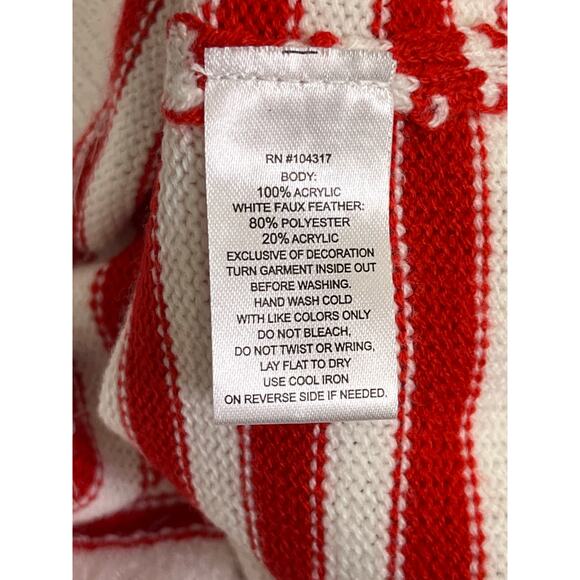 RN #104317
BODY:
100% ACRYLIC
WHITE FAUX FEATHER:
80% POLYESTER
20% ACRYLIC
EXCLUSIVE OF DECORATION
TURN GARMENT INSIDE OUT
BEFORE WASHING.
HAND WASH COLD
WITH LIKE COLORS ONLY
DO NOT BLEACH,
DO NOT TWIST OR WRING,
LAY FLAT TO DRY
USE COOL IRON
ON REVERSE SIDE IF NEEDED.